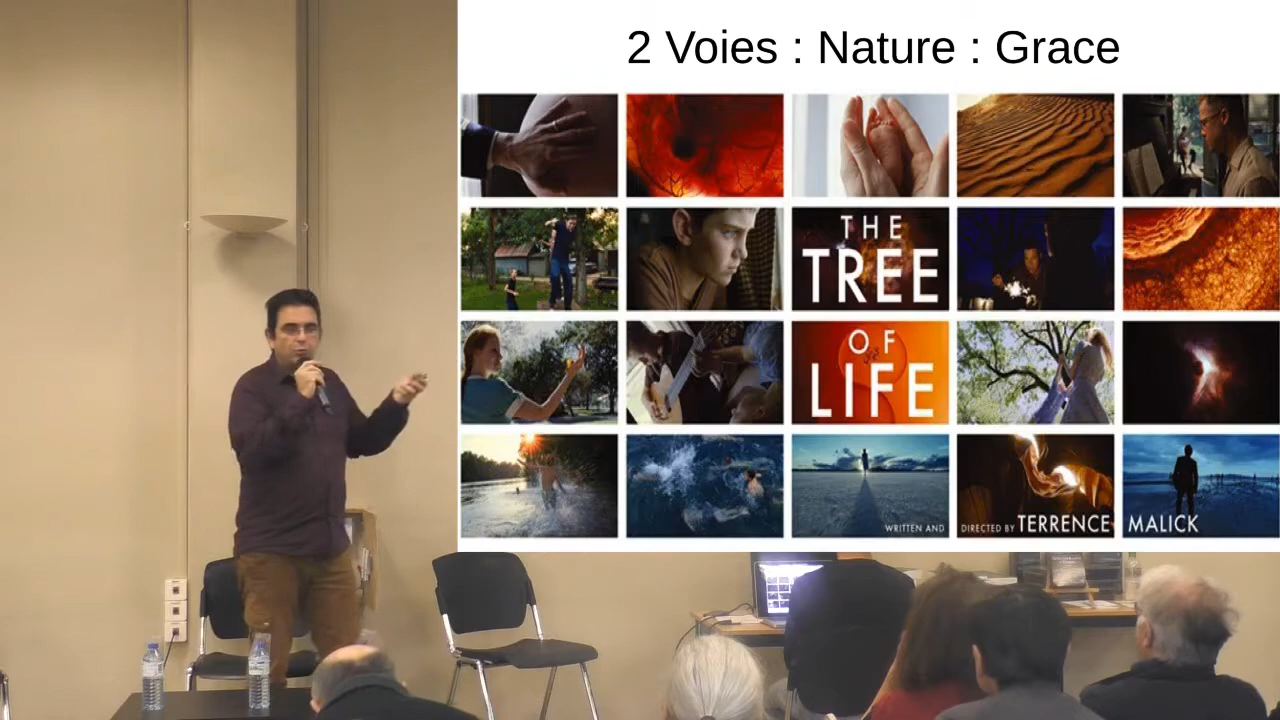 2 Voies : Nature : Grace
THE
TREE
OF
LIFE
WRITTEN AND DIRECTED BY TERRENCE MALICK